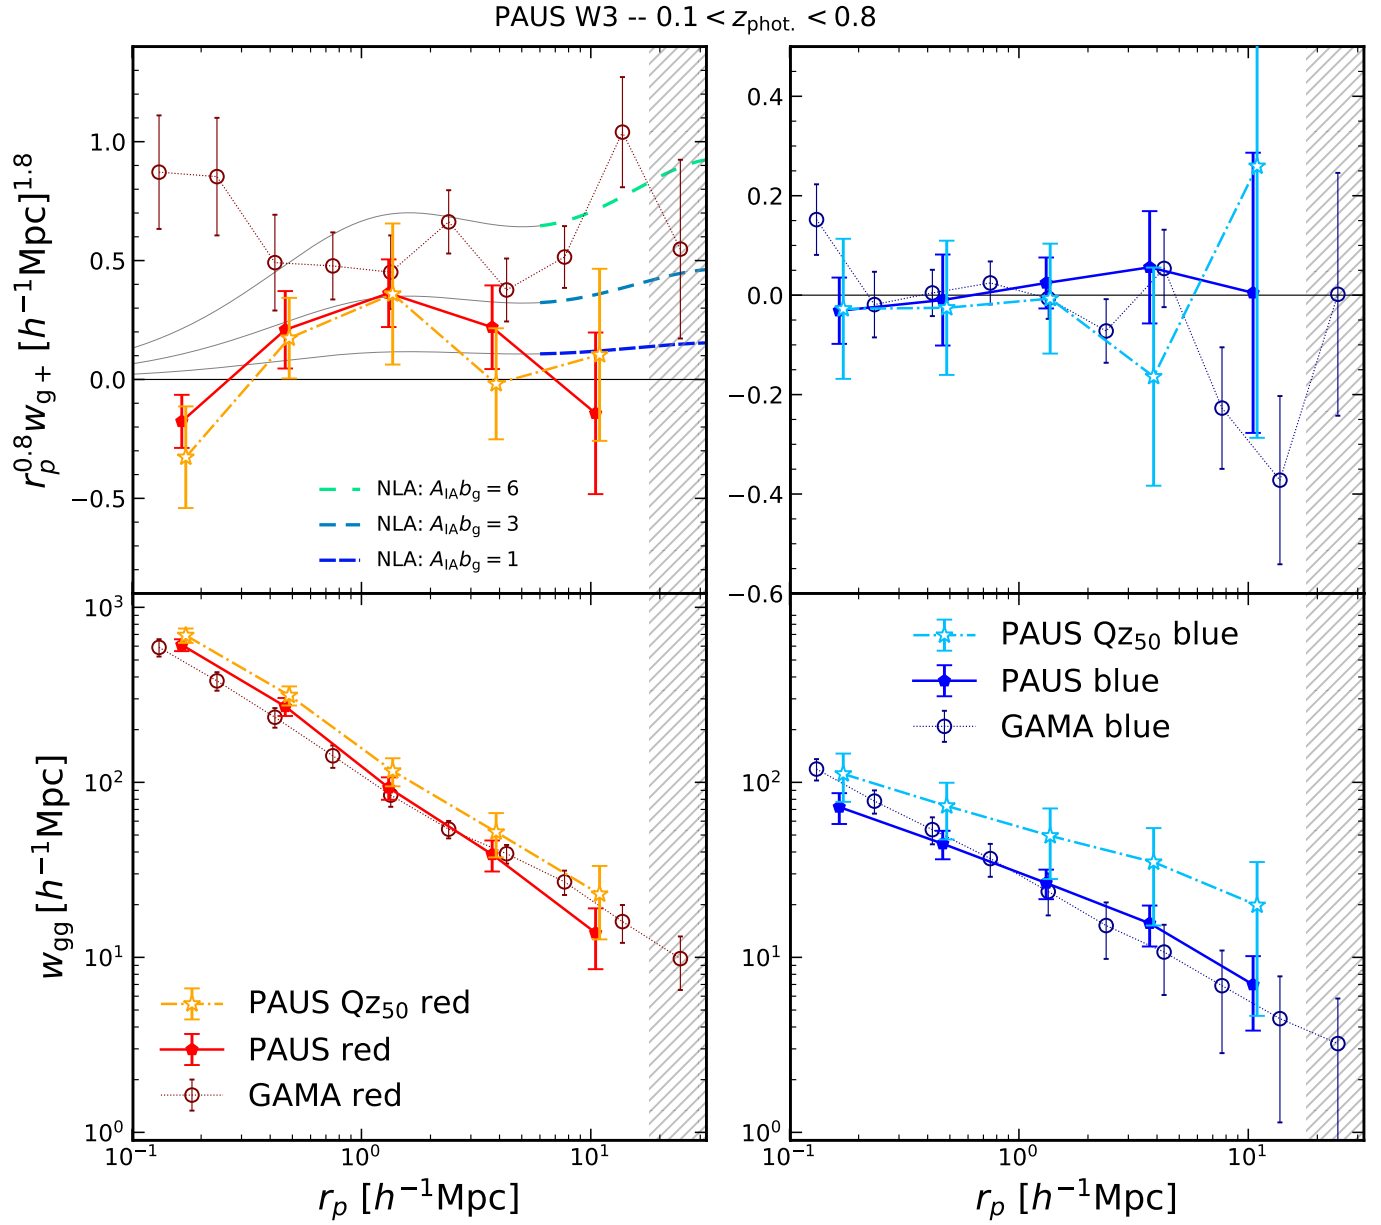 PAUS W3 -- 0.1 < z_phot. < 0.8
r_p^0.8 w_g+ [h^−1Mpc]^1.8
1.0
0.5
0.0
−0.5
NLA: A_IA b_g = 6
NLA: A_IA b_g = 3
NLA: A_IA b_g = 1
0.4
0.2
0.0
−0.2
−0.4
−0.6
w_gg [h^−1Mpc]
10^3
10^2
10^1
10^0
PAUS Qz_50 red
PAUS red
GAMA red
10^−1
10^0
10^1
r_p [h^−1Mpc]
PAUS Qz_50 blue
PAUS blue
GAMA blue
10^2
10^1
10^0
10^−1
10^0
10^1
r_p [h^−1Mpc]